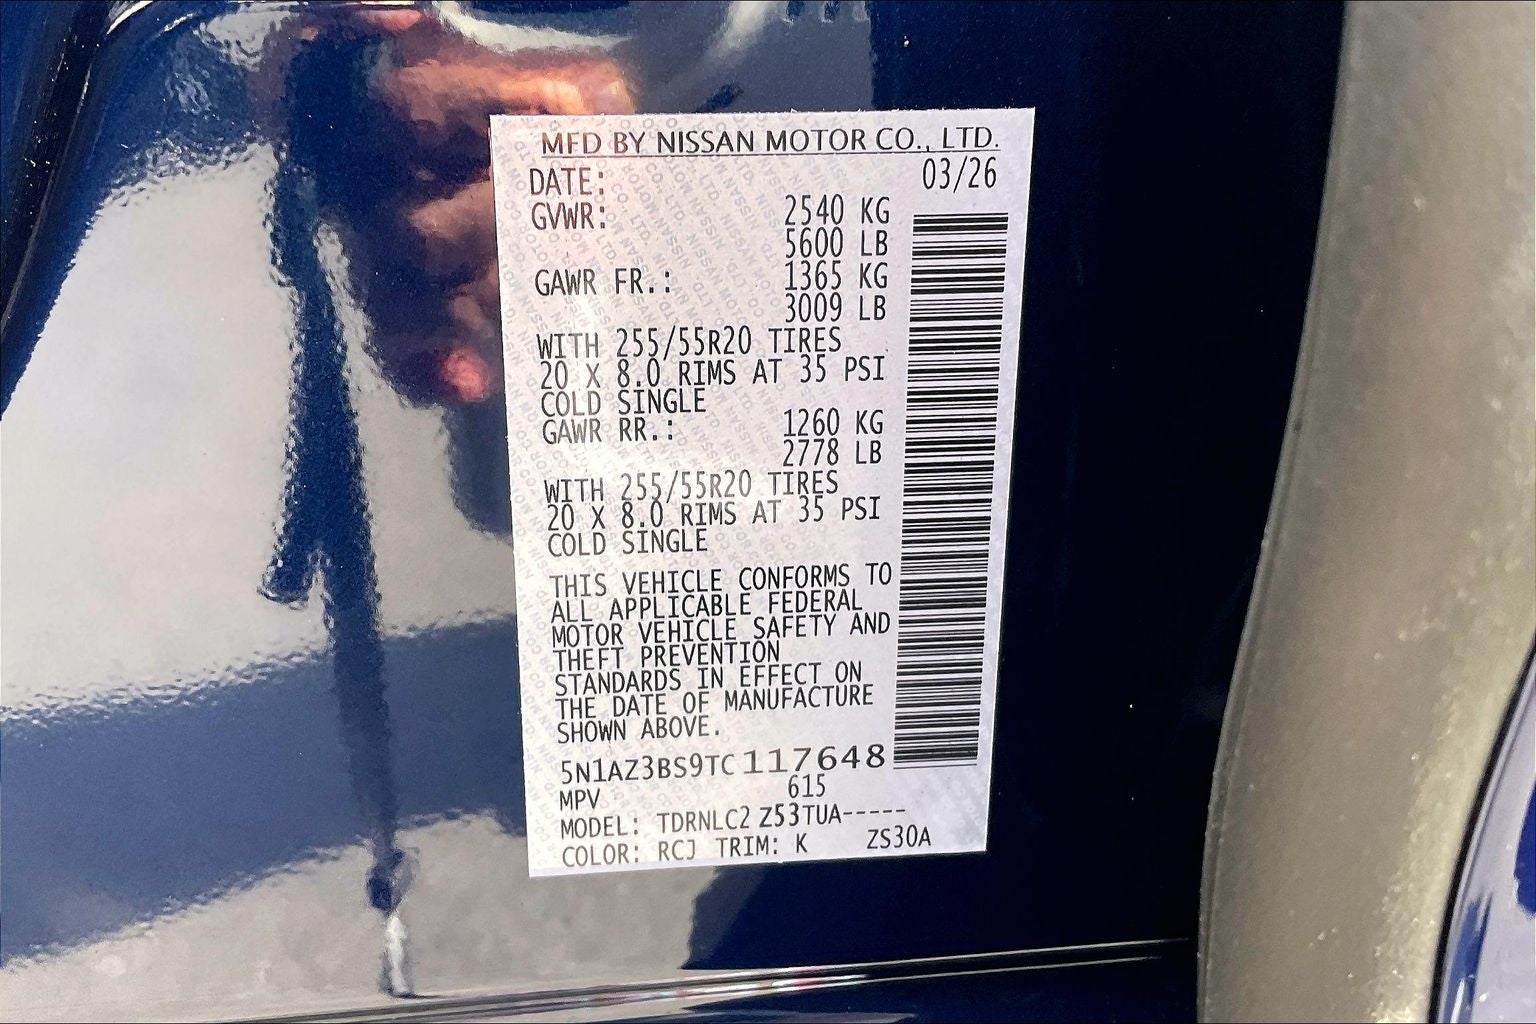 MFD BY NISSAN MOTOR CO., LTD.
DATE: 03/26
GVWR: 2540 KG
5600 LB
GAWR FR.: 1365 KG
3009 LB
WITH 255/55R20 TIRES
20 X 8.0 RIMS AT 35 PSI
COLD SINGLE
GAWR RR.: 1260 KG
2778 LB
WITH 255/55R20 TIRES
20 X 8.0 RIMS AT 35 PSI
COLD SINGLE
THIS VEHICLE CONFORMS TO
ALL APPLICABLE FEDERAL
MOTOR VEHICLE SAFETY AND
THEFT PREVENTION
STANDARDS IN EFFECT ON
THE DATE OF MANUFACTURE
SHOWN ABOVE.
5N1AZ3BS9TC117648
MPV 615
MODEL: TDRNLC2 Z53TUA-----
COLOR: RCJ TRIM: K ZS30A